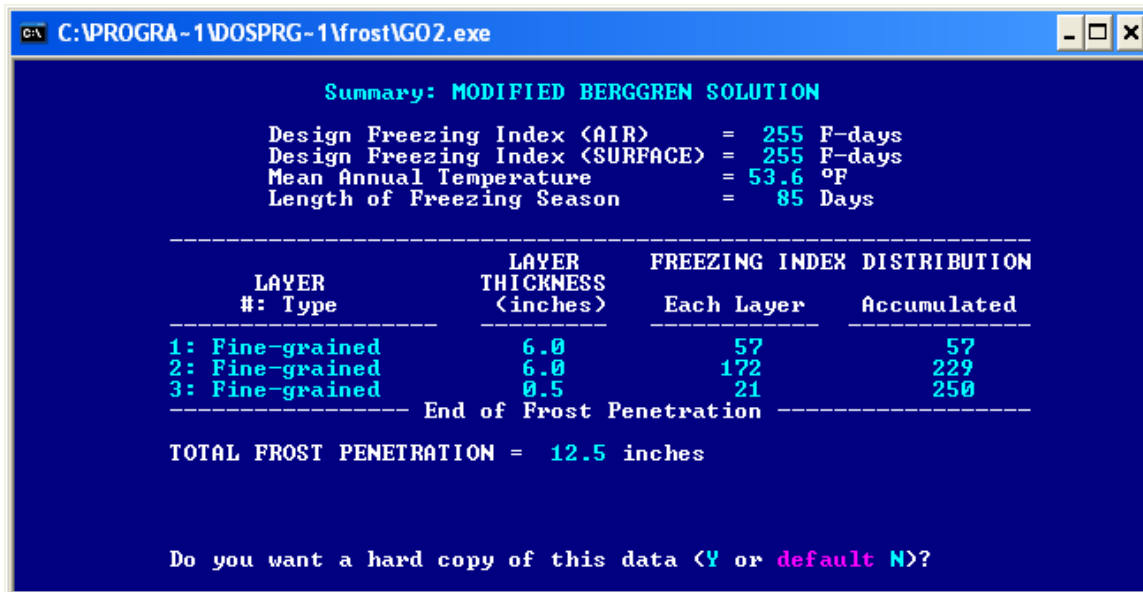 C:\PROGRA~1\DOSPRG~1\frost\GO2.exe
Summary: MODIFIED BERGGREN SOLUTION
Design Freezing Index (AIR) = 255 F-days
Design Freezing Index (SURFACE) = 255 F-days
Mean Annual Temperature = 53.6 ºF
Length of Freezing Season = 85 Days
LAYER FREEZING INDEX DISTRIBUTION
LAYER THICKNESS
#: Type (inches) Each Layer Accumulated
1: Fine-grained 6.0 57 57
2: Fine-grained 6.0 172 229
3: Fine-grained 0.5 21 250
----------------- End of Frost Penetration ------------------
TOTAL FROST PENETRATION = 12.5 inches
Do you want a hard copy of this data (Y or default N)?